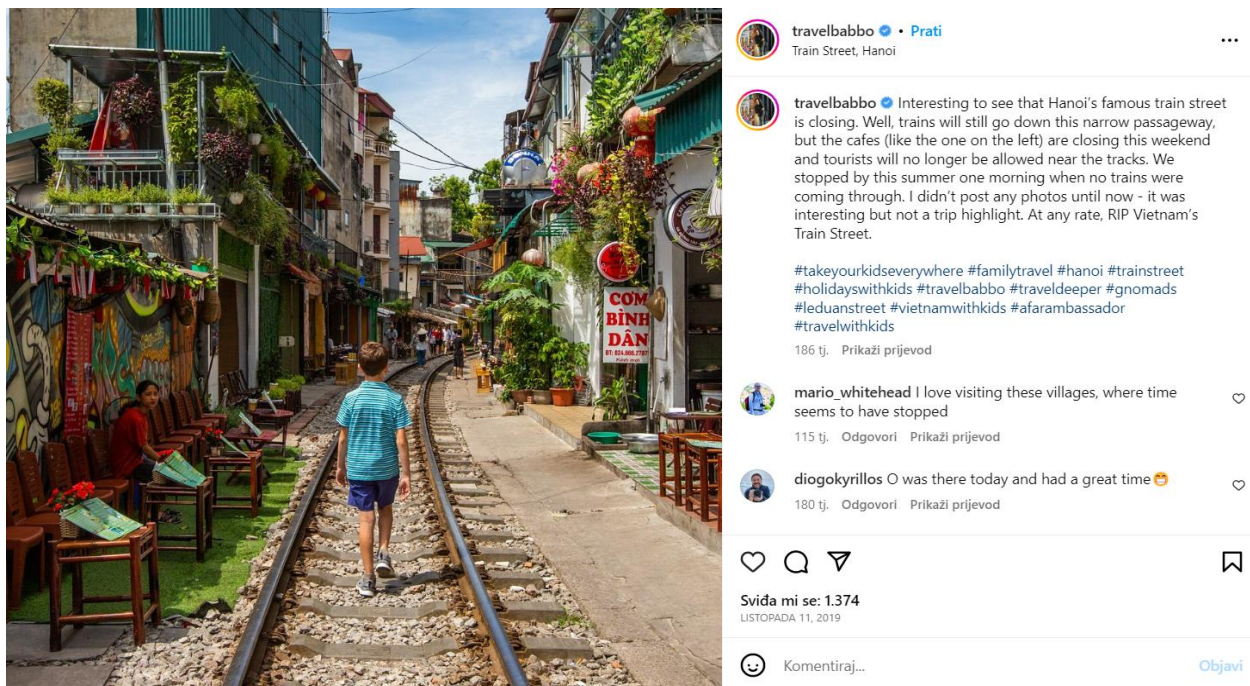 travelbabbo • Prati
Train Street, Hanoi
travelbabbo Interesting to see that Hanoi's famous train street
is closing. Well, trains will still go down this narrow passageway,
but the cafes (like the one on the left) are closing this weekend
and tourists will no longer be allowed near the tracks. We
stopped by this summer one morning when no trains were
coming through. I didn't post any photos until now - it was
interesting but not a trip highlight. At any rate, RIP Vietnam's
Train Street.
#takeyourkidseverywhere #familytravel #hanoi #trainstreet
#holidayswithkids #travelbabbo #traveldeeper #gnomads
#leduanstreet #vietnamwithkids #afarambassador
#travelwithkids
186 tj. Prikaži prijevod
mario_whitehead I love visiting these villages, where time
seems to have stopped
115 tj. Odgovori Prikaži prijevod
diogokyrillos O was there today and had a great time😁
180 tj. Odgovori Prikaži prijevod
Sviđa mi se: 1.374
LISTOPADA 11, 2019
Komentiraj...
Objavi
CƠM
BÌNH
DÂN